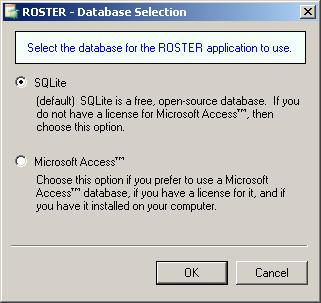 ROSTER - Database Selection
Select the database for the ROSTER application to use.
SQLite
(default) SQLite is a free, open-source database. If you
do not have a license for Microsoft Access™, then
choose this option.
Microsoft Access™
Choose this option if you prefer to use a Microsoft
Access™ database, if you have a license for it, and if
you have it installed on your computer.
OK Cancel